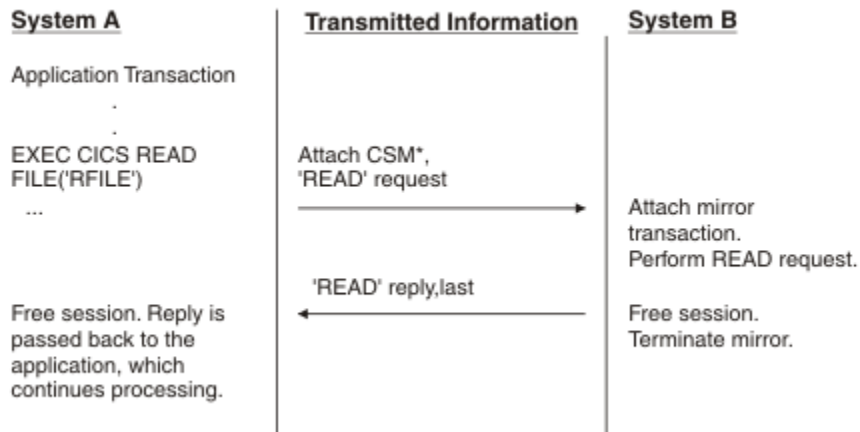 System A
Transmitted Information
System B
Application Transaction
.
.
EXEC CICS READ
FILE('RFILE')
...
Attach CSM*,
'READ' request
Attach mirror
transaction.
Perform READ request.
'READ' reply,last
Free session. Reply is
passed back to the
application, which
continues processing.
Free session.
Terminate mirror.